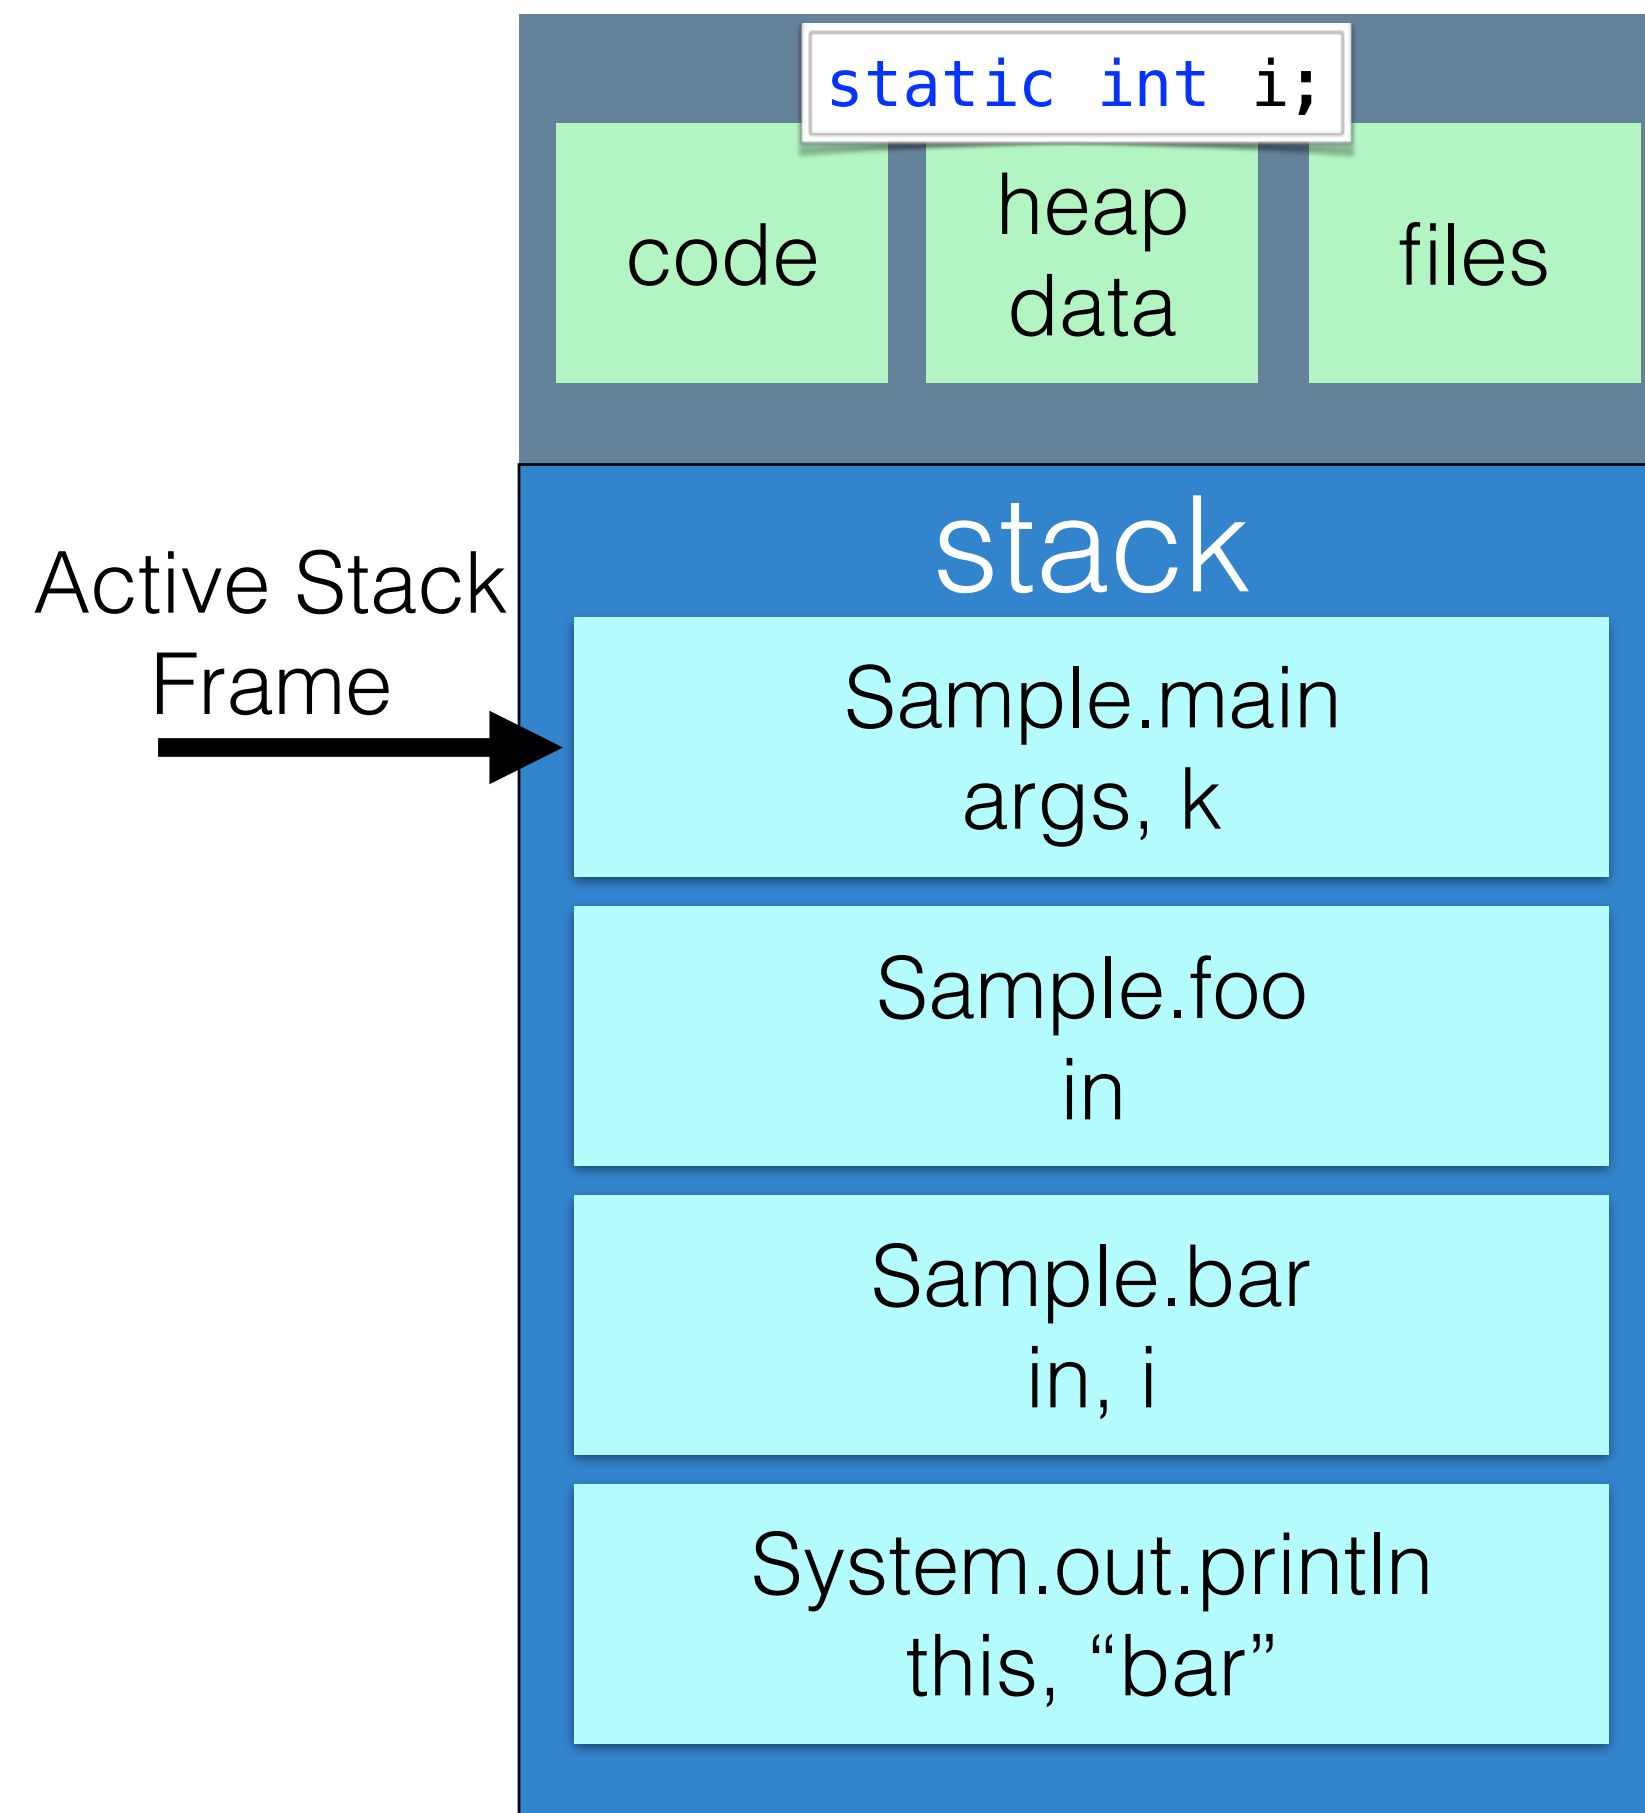 static int i;
code
heap
data
files
stack
Active Stack
Frame
Sample.main
args, k
Sample.foo
in
Sample.bar
in, i
System.out.println
this, “bar”